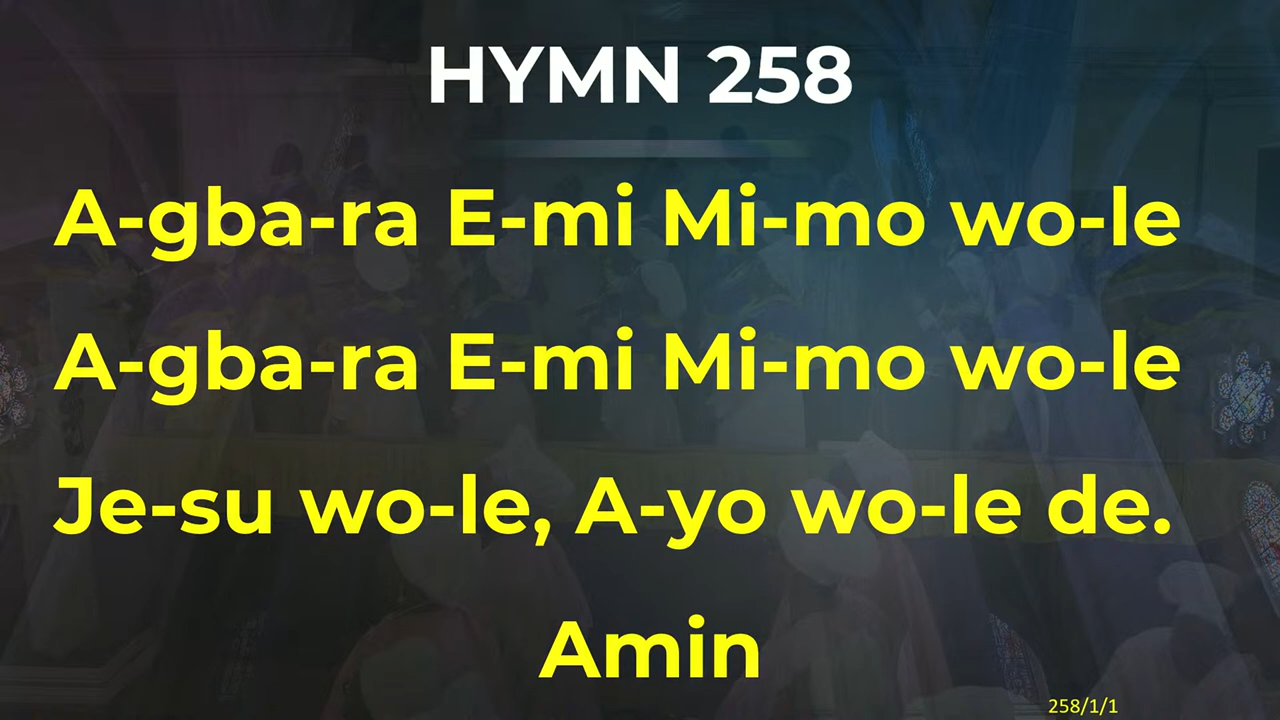 HYMN 258
A-gba-ra E-mi Mi-mo wo-le
A-gba-ra E-mi Mi-mo wo-le
Je-su wo-le, A-yo wo-le de.
Amin
258/1/1